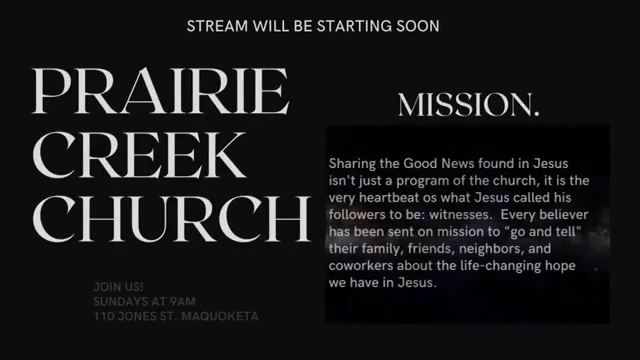 STREAM WILL BE STARTING SOON
PRAIRIE
CREEK
CHURCH
JOIN US!
SUNDAYS AT 9AM
110 JONES ST. MAQUOKETA
MISSION.
Sharing the Good News found in Jesus
isn't just a program of the church, it is the
very heartbeat os what Jesus called his
followers to be: witnesses. Every believer
has been sent on mission to "go and tell"
their family, friends, neighbors, and
coworkers about the life-changing hope
we have in Jesus.